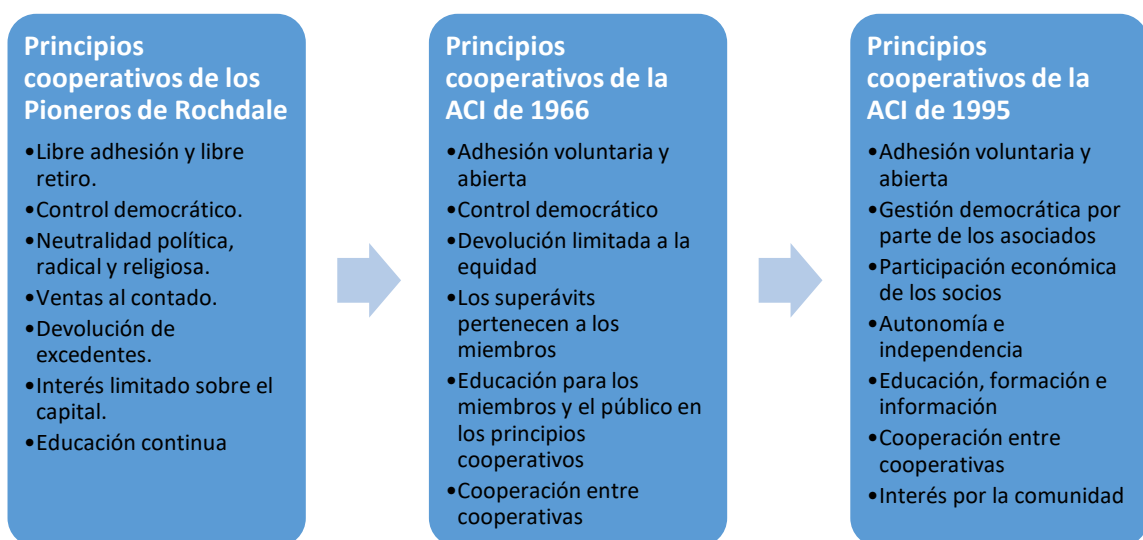 Principios
cooperativos de los
Pioneros de Rochdale
•Libre adhesión y libre
retiro.
•Control democrático.
•Neutralidad política,
radical y religiosa.
•Ventas al contado.
•Devolución de
excedentes.
•Interés limitado sobre el
capital.
•Educación continua
Principios
cooperativos de la
ACI de 1966
•Adhesión voluntaria y
abierta
•Control democrático
•Devolución limitada a la
equidad
•Los superávits
pertenecen a los
miembros
•Educación para los
miembros y el público en
los principios
cooperativos
•Cooperación entre
cooperativas
Principios
cooperativos de la
ACI de 1995
•Adhesión voluntaria y
abierta
•Gestión democrática por
parte de los asociados
•Participación económica
de los socios
•Autonomía e
independencia
•Educación, formación e
información
•Cooperación entre
cooperativas
•Interés por la comunidad